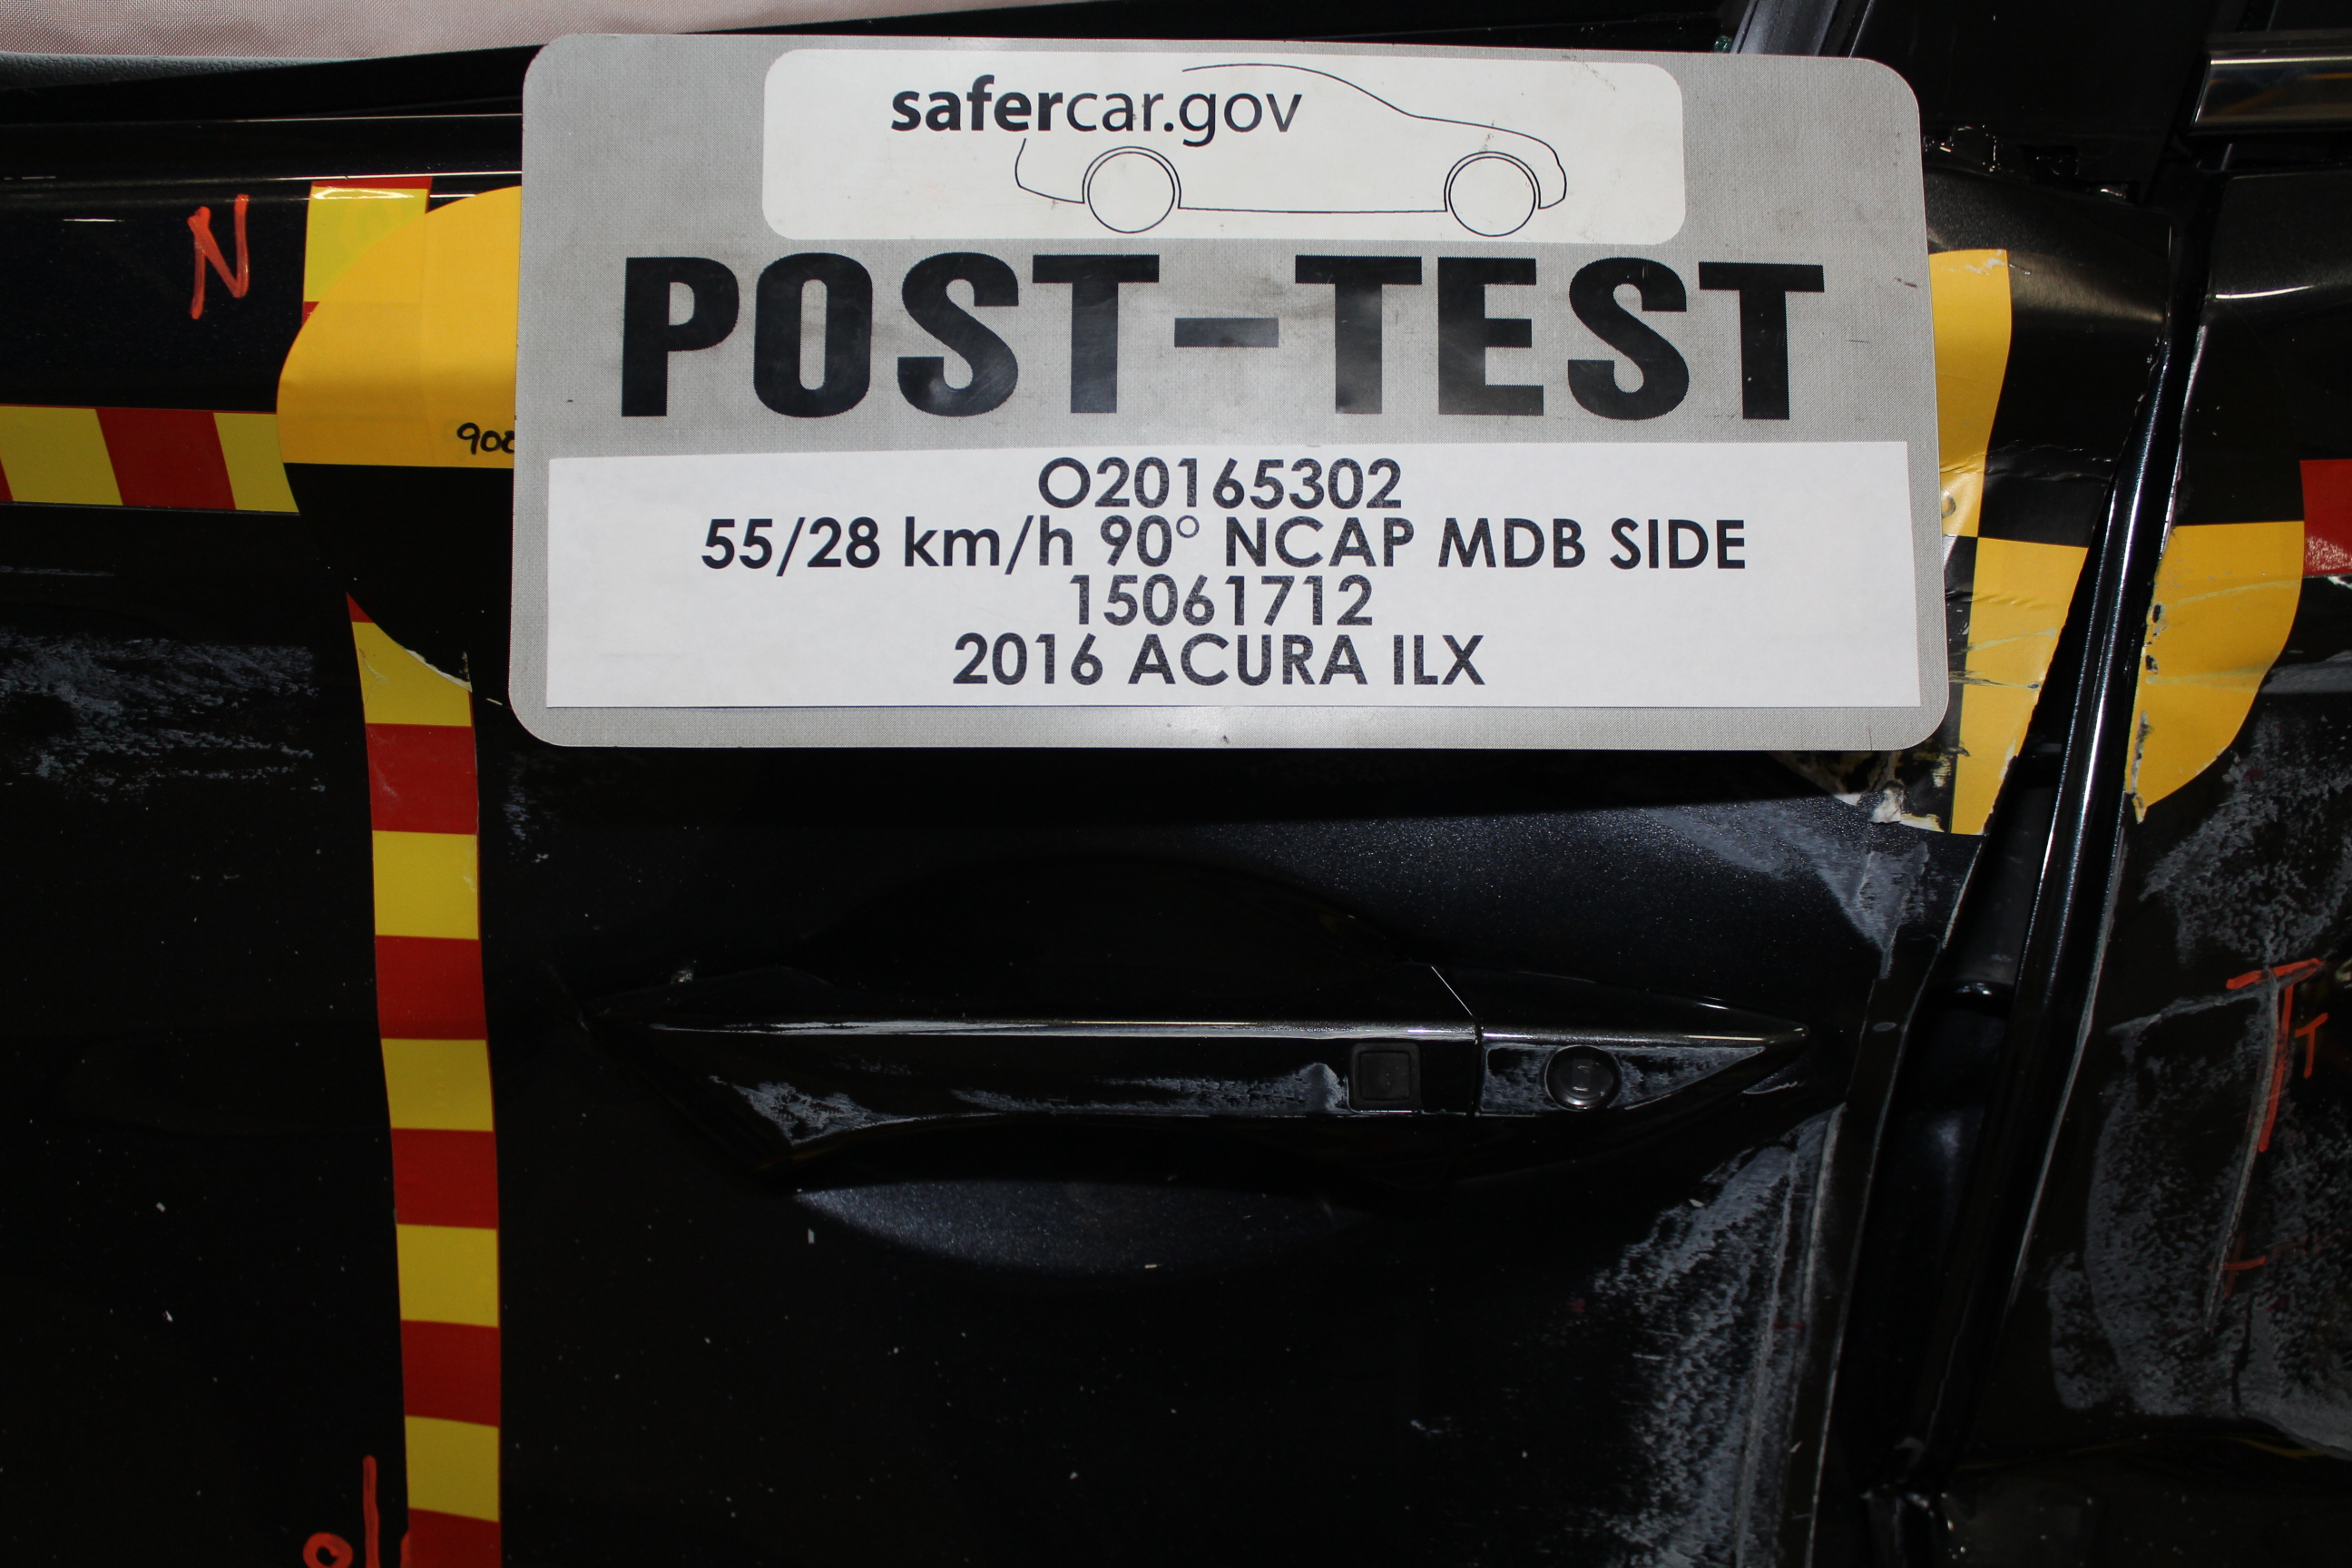 safercar.gov
POST-TEST
O20165302
55/28 km/h 90° NCAP MDB SIDE
15061712
2016 ACURA ILX
N
T
T